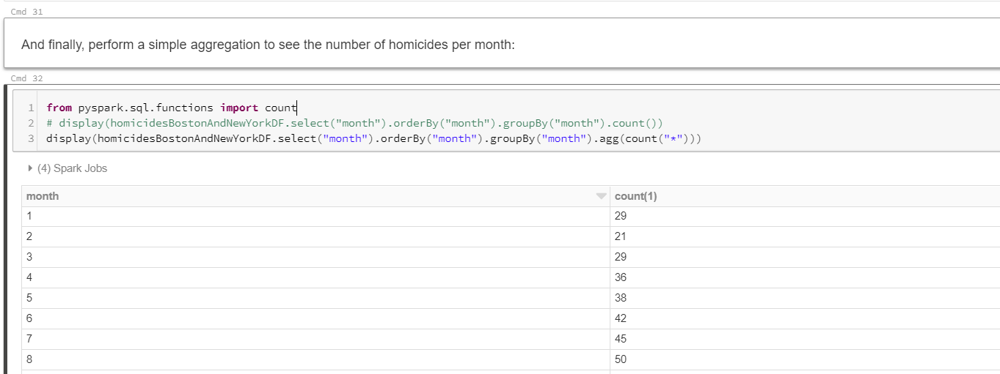 Cmd 31
And finally, perform a simple aggregation to see the number of homicides per month:
Cmd 32
1 from pyspark.sql.functions import count
2 # display(homicidesBostonAndNewYorkDF.select("month").orderBy("month").groupBy("month").count())
3 display(homicidesBostonAndNewYorkDF.select("month").orderBy("month").groupBy("month").agg(count("*")))
(4) Spark Jobs
month count(1)
1 29
2 21
3 29
4 36
5 38
6 42
7 45
8 50